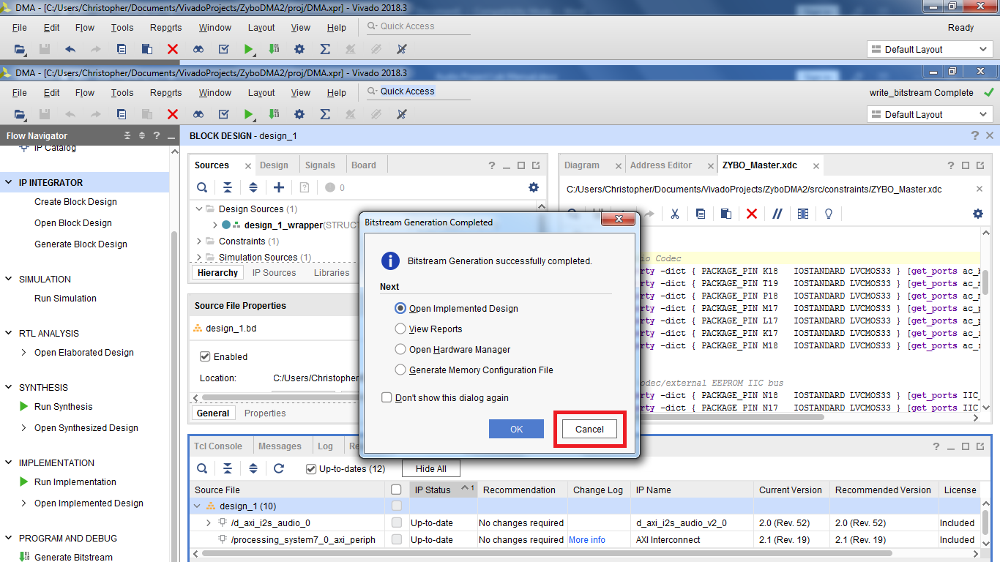 DMA - [C:/Users/Christopher/Documents/VivadoProjects/ZyboDMA2/proj/DMA.xpr] - Vivado 2018.3
File Edit Flow Tools Reports Window Layout View Help Quick Access Ready
Default Layout
DMA - [C:/Users/Christopher/Documents/VivadoProjects/ZyboDMA2/proj/DMA.xpr] - Vivado 2018.3
File Edit Flow Tools Reports Window Layout View Help Quick Access write_bitstream Complete
Default Layout
Flow Navigator
IP Catalog
IP INTEGRATOR
Create Block Design
Open Block Design
Generate Block Design
SIMULATION
Run Simulation
RTL ANALYSIS
Open Elaborated Design
SYNTHESIS
Run Synthesis
Open Synthesized Design
IMPLEMENTATION
Run Implementation
Open Implemented Design
PROGRAM AND DEBUG
Generate Bitstream
BLOCK DESIGN - design_1
Sources Design Signals Board
0
Design Sources (1)
design_1_wrapper(STRUCT
Constraints (1)
Simulation Sources (1)
Hierarchy IP Sources Libraries
Source File Properties
design_1.bd
Enabled
Location: C:/Users/Christopher
General Properties
Diagram Address Editor ZYBO_Master.xdc
C:/Users/Christopher/Documents/VivadoProjects/ZyboDMA2/src/constraints/ZYBO_Master.xdc
io Codec
rty -dict { PACKAGE_PIN K18 IOSTANDARD LVCMOS33 } [get_ports ac_b
rty -dict { PACKAGE_PIN T19 IOSTANDARD LVCMOS33 } [get_ports ac_m
rty -dict { PACKAGE_PIN P18 IOSTANDARD LVCMOS33 } [get_ports ac_m
rty -dict { PACKAGE_PIN M17 IOSTANDARD LVCMOS33 } [get_ports ac_p
rty -dict { PACKAGE_PIN L17 IOSTANDARD LVCMOS33 } [get_ports ac_p
rty -dict { PACKAGE_PIN K17 IOSTANDARD LVCMOS33 } [get_ports ac_r
rty -dict { PACKAGE_PIN M18 IOSTANDARD LVCMOS33 } [get_ports ac_r
odec/external EEPROM IIC bus
rty -dict { PACKAGE_PIN N18 IOSTANDARD LVCMOS33 } [get_ports IIC_
rty -dict { PACKAGE_PIN N17 IOSTANDARD LVCMOS33 } [get_ports IIC_
Bitstream Generation Completed
Bitstream Generation successfully completed.
Next
Open Implemented Design
View Reports
Open Hardware Manager
Generate Memory Configuration File
Don't show this dialog again
OK Cancel
Tcl Console Messages Log Re
Up-to-dates (12) Hide All
Source File IP Status 1 Recommendation Change Log IP Name Current Version Recommended Version License
design_1 (10)
/d_axi_i2s_audio_0 Up-to-date No changes required d_axi_i2s_audio_v2_0 2.0 (Rev. 52) 2.0 (Rev. 52) Included
/processing_system7_0_axi_periph Up-to-date No changes required More info AXI Interconnect 2.1 (Rev. 19) 2.1 (Rev. 19) Included